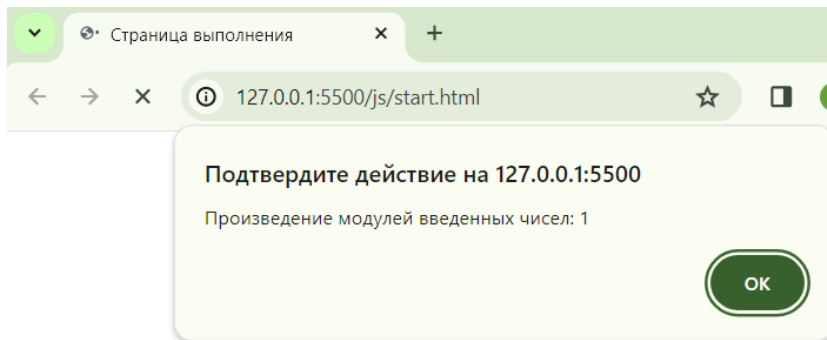 Страница выполнения
127.0.0.1:5500/js/start.html
Подтвердите действие на 127.0.0.1:5500
Произведение модулей введенных чисел: 1
ОК